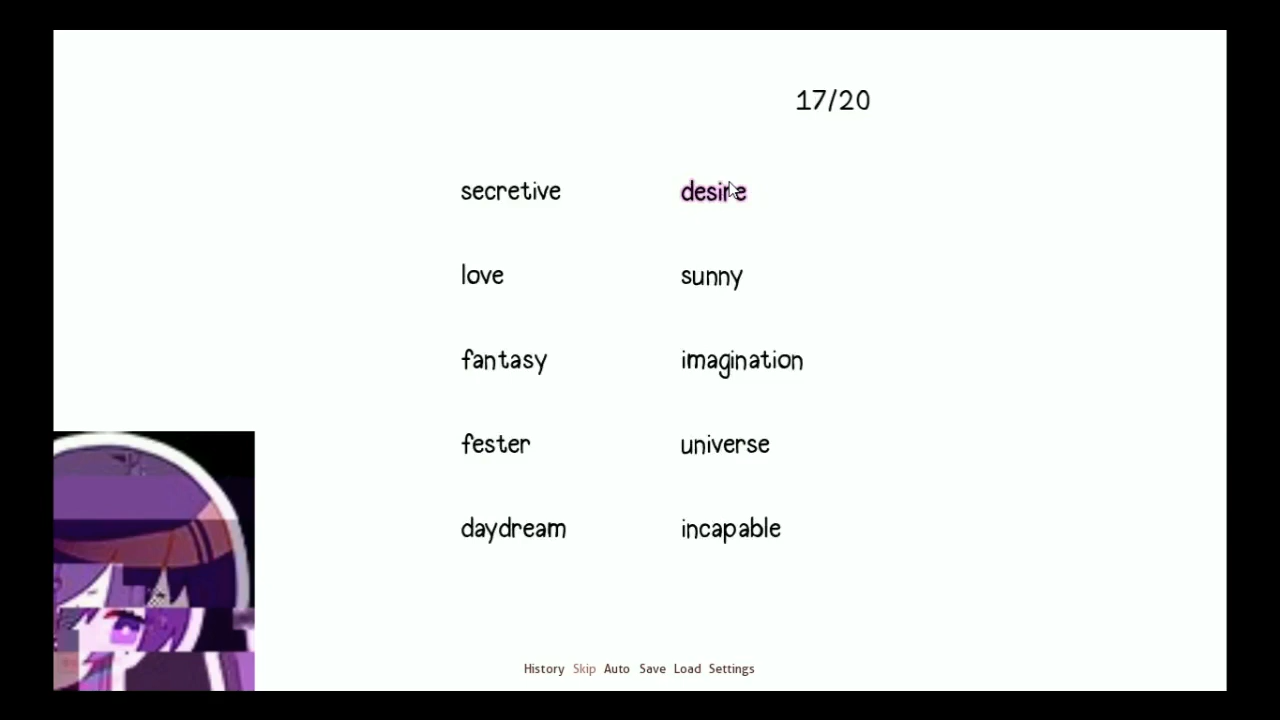 17/20
secretive desire
love sunny
fantasy imagination
fester universe
daydream incapable
History Skip Auto Save Load Settings